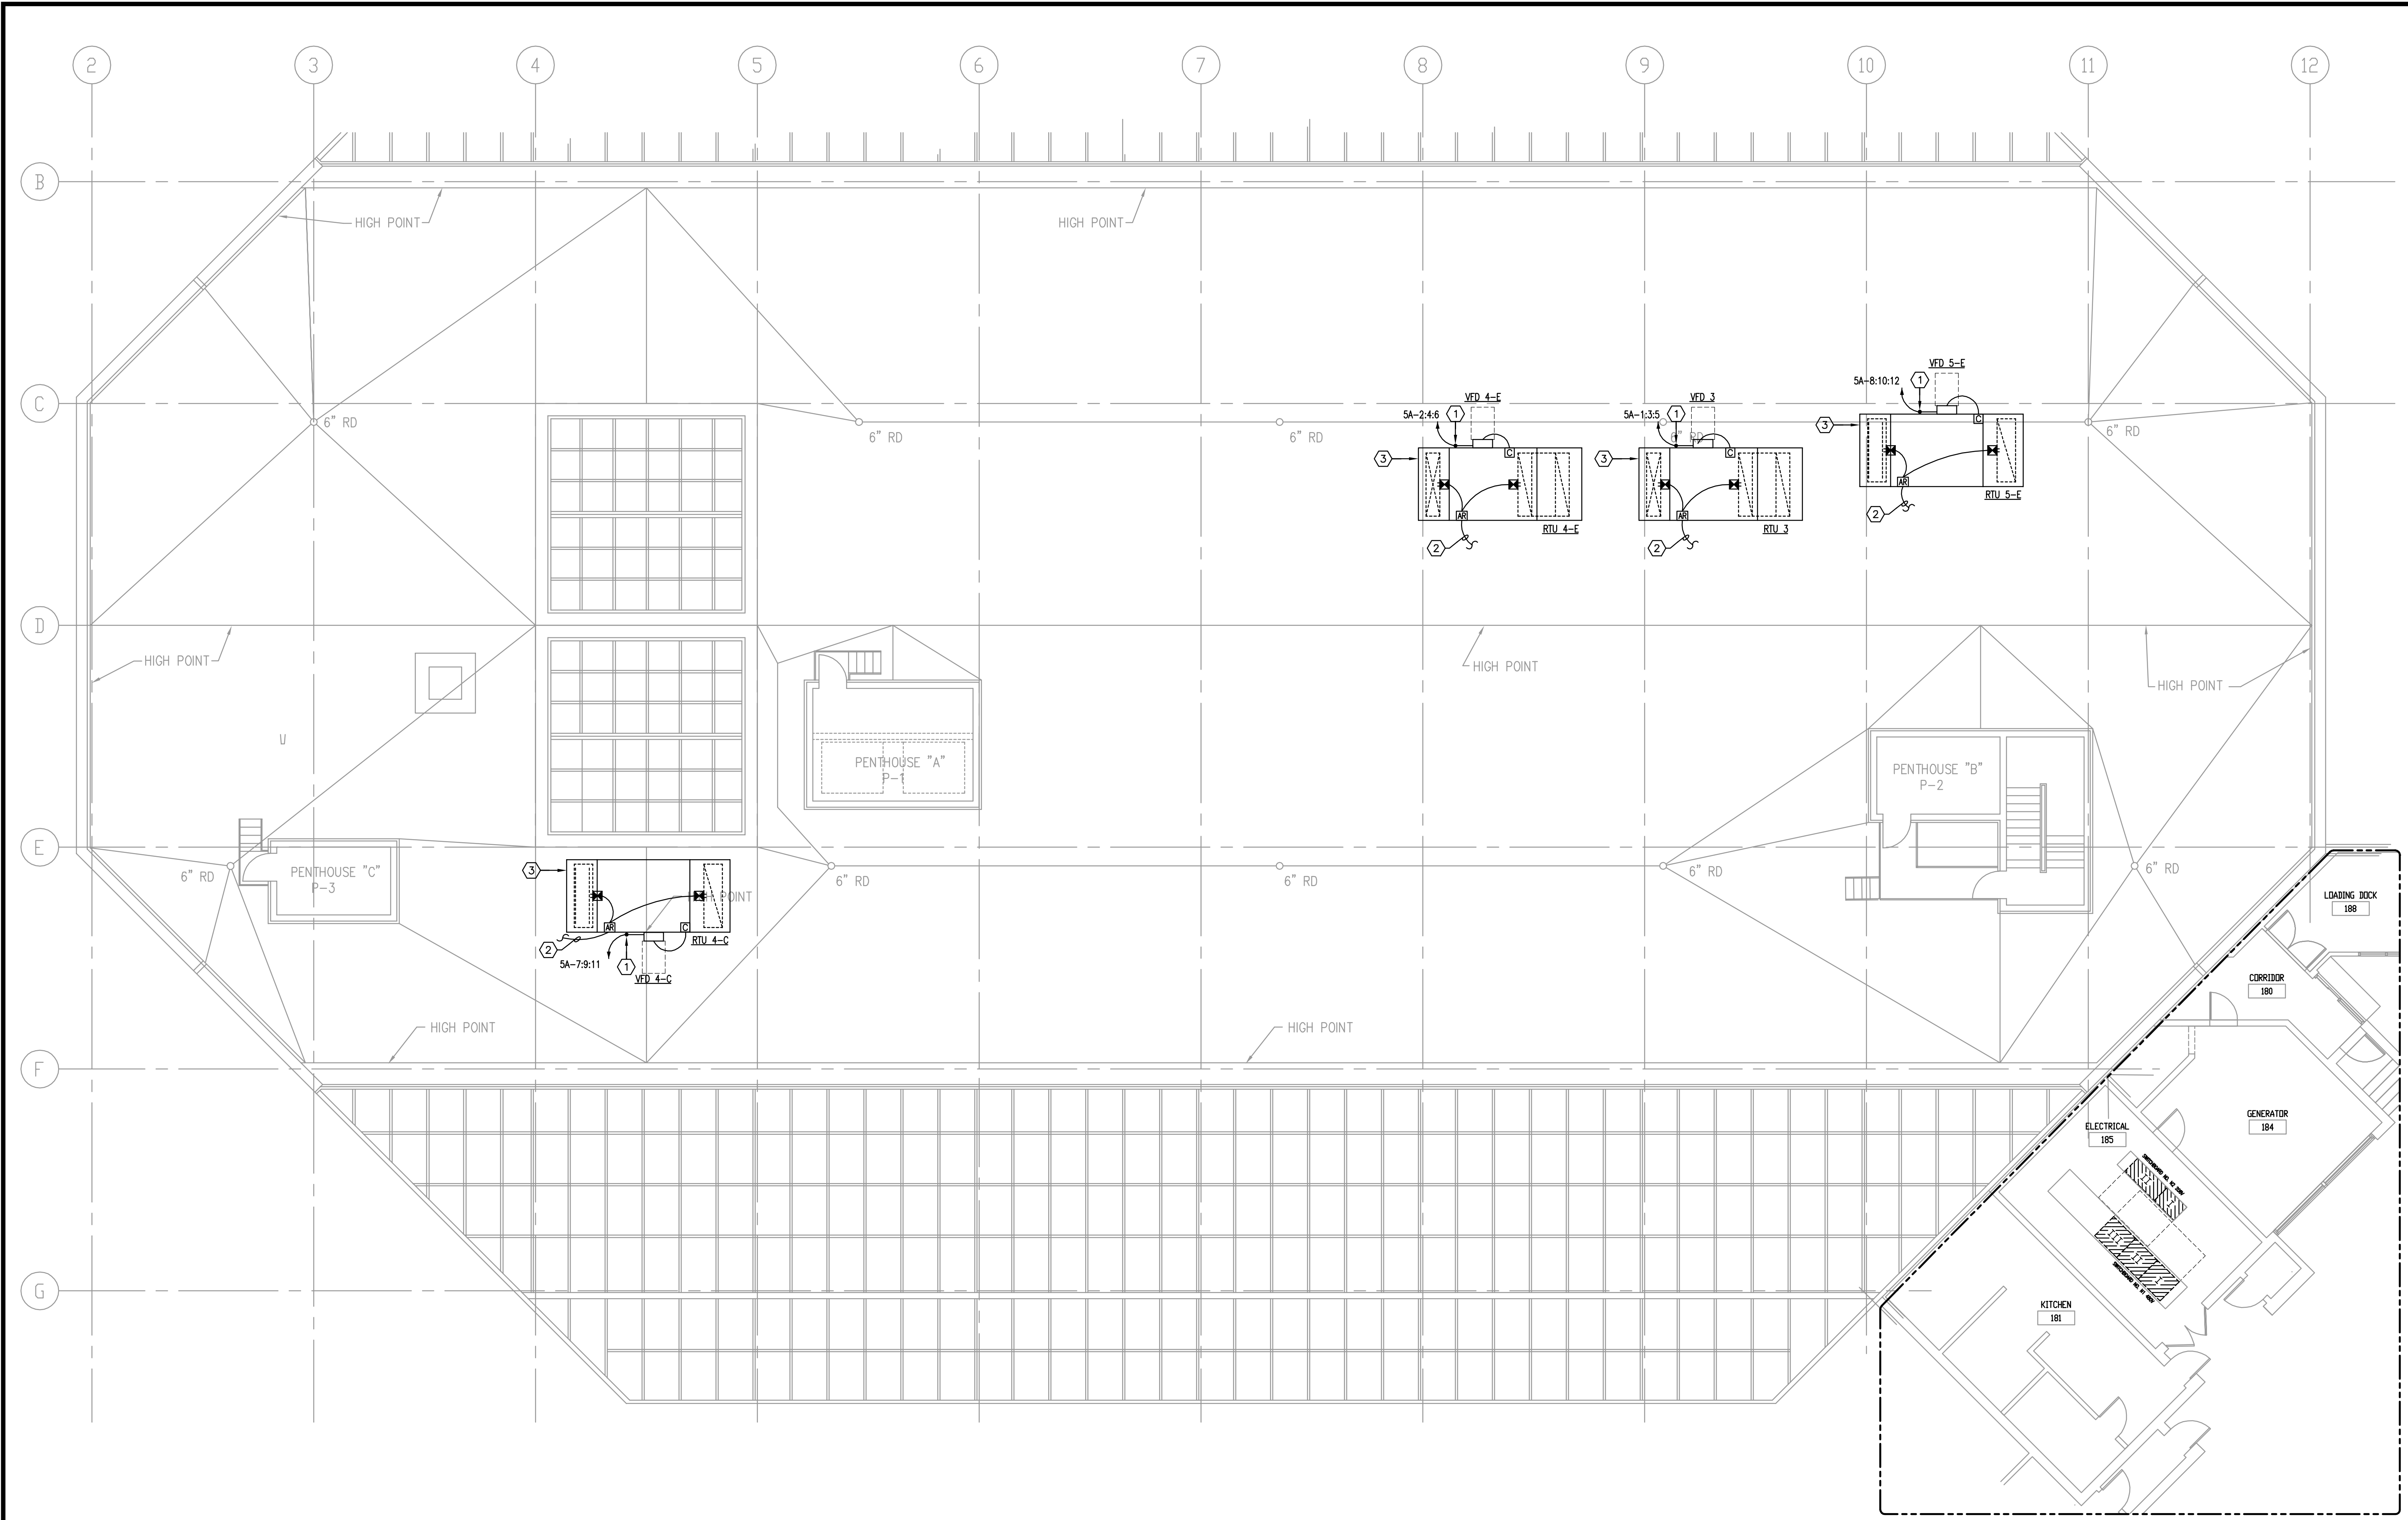 2 3 4 5 6 7 8 9 10 11 12
B
HIGH POINT
HIGH POINT
VFD 5-E
5A-8:10:12
1
C
VFD 4-E
VFD 3
5A-2:4:6
1
5A-1:3:5
1
6" RD
6" RD
6" RD
6" RD
6" RD
3
C
3
C
3
C
AR
RTU 5-E
2
AR
RTU 4-E
2
AR
RTU 3
2
D
HIGH POINT
HIGH POINT
HIGH POINT
PENTHOUSE "A"
P-1
PENTHOUSE "B"
P-2
E
6" RD
PENTHOUSE "C"
P-3
3
HIGH POINT
AR
C
RTU 4-C
2
5A-7:9:11
1
VFD 4-C
6" RD
6" RD
6" RD
6" RD
LOADING DOCK
188
CORRIDOR
180
HIGH POINT
HIGH POINT
F
GENERATOR
184
ELECTRICAL
185
G
KITCHEN
181